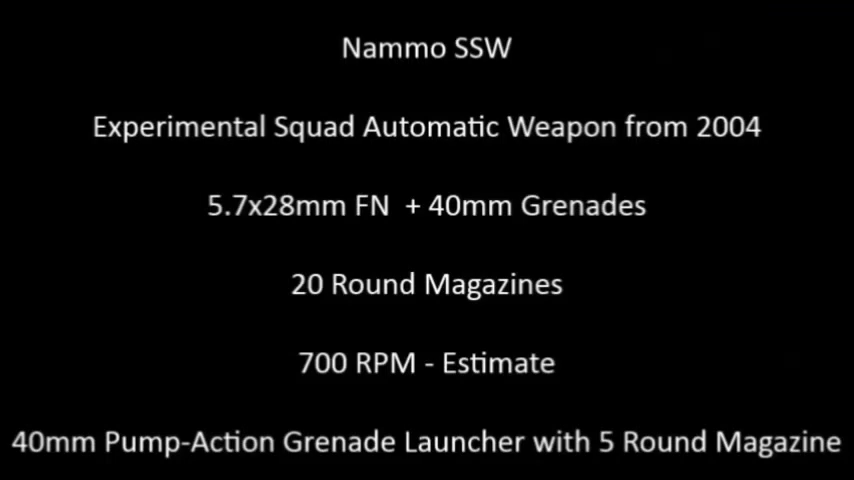 Nammo SSW
Experimental Squad Automatic Weapon from 2004
5.7x28mm FN  + 40mm Grenades
20 Round Magazines
700 RPM - Estimate
40mm Pump-Action Grenade Launcher with 5 Round Magazine